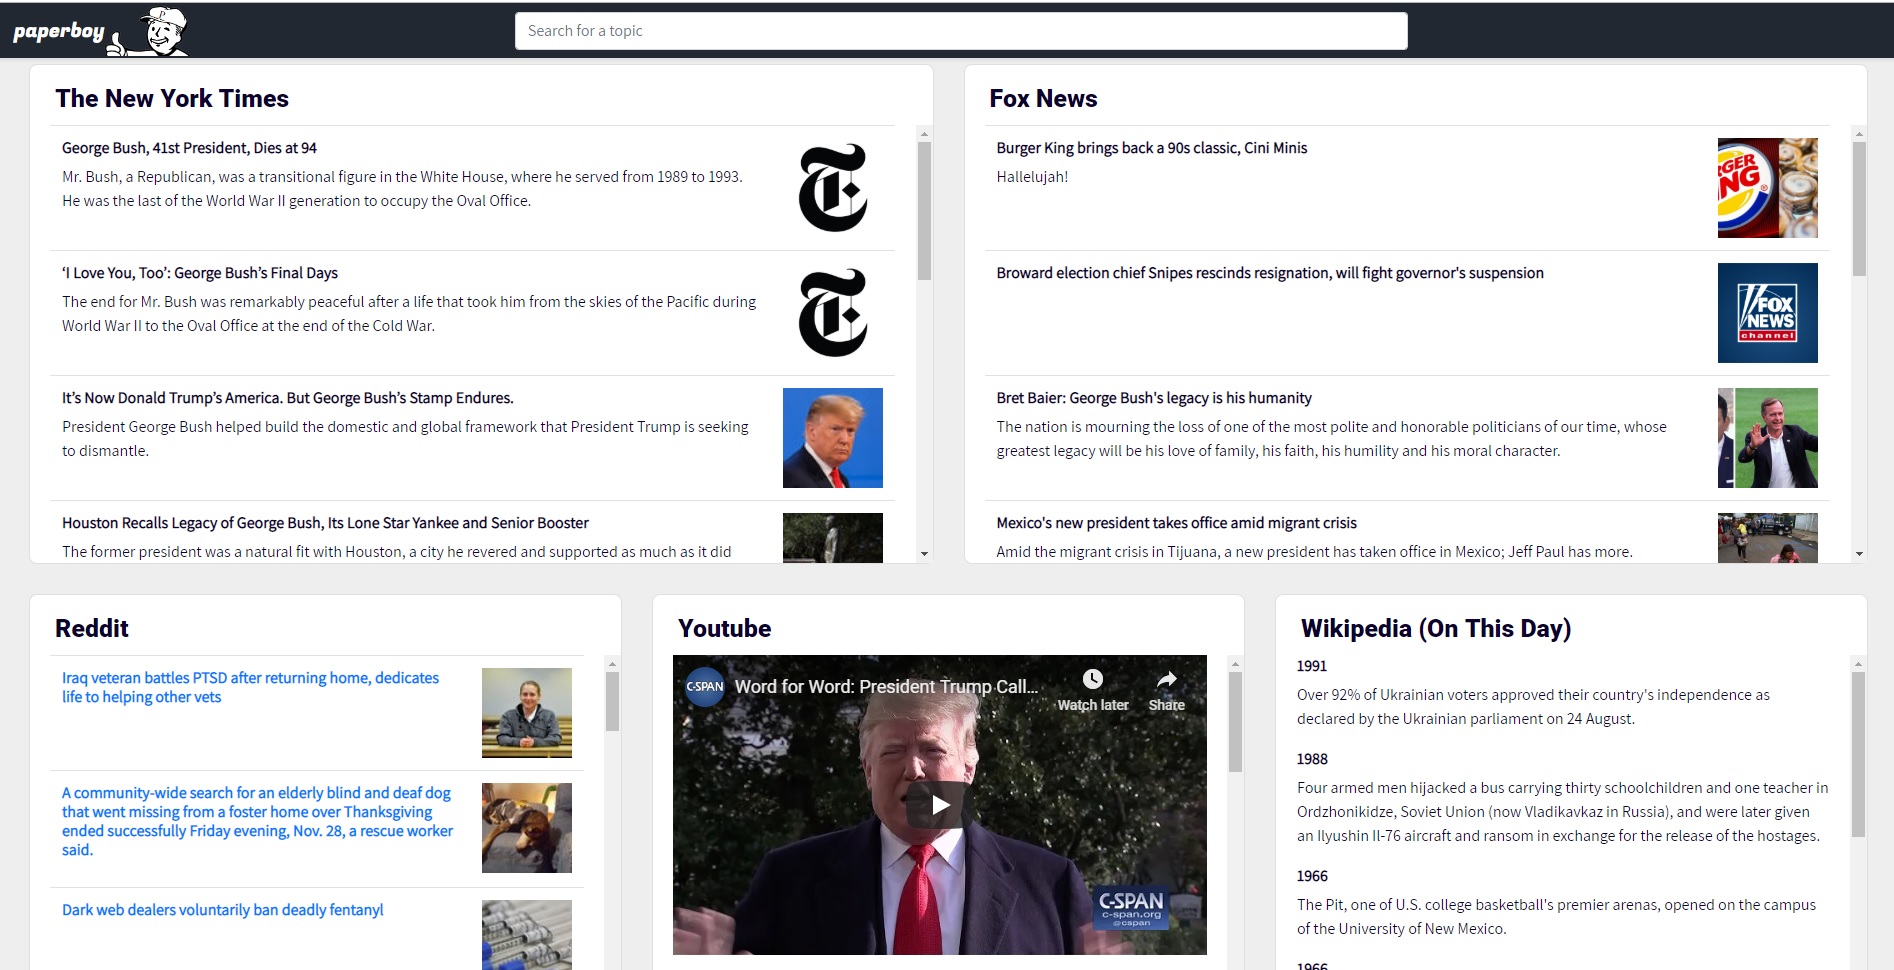 paperboy
Search for a topic
The New York Times
George Bush, 41st President, Dies at 94
Mr. Bush, a Republican, was a transitional figure in the White House, where he served from 1989 to 1993.
He was the last of the World War II generation to occupy the Oval Office.
‘I Love You, Too’: George Bush’s Final Days
The end for Mr. Bush was remarkably peaceful after a life that took him from the skies of the Pacific during
World War II to the Oval Office at the end of the Cold War.
It’s Now Donald Trump’s America. But George Bush’s Stamp Endures.
President George Bush helped build the domestic and global framework that President Trump is seeking
to dismantle.
Houston Recalls Legacy of George Bush, Its Lone Star Yankee and Senior Booster
The former president was a natural fit with Houston, a city he revered and supported as much as it did
Fox News
Burger King brings back a 90s classic, Cini Minis
Hallelujah!
RGER
NG
Broward election chief Snipes rescinds resignation, will fight governor's suspension
FOX
NEWS
channel
Bret Baier: George Bush's legacy is his humanity
The nation is mourning the loss of one of the most polite and honorable politicians of our time, whose
greatest legacy will be his love of family, his faith, his humility and his moral character.
Mexico's new president takes office amid migrant crisis
Amid the migrant crisis in Tijuana, a new president has taken office in Mexico; Jeff Paul has more.
Reddit
Iraq veteran battles PTSD after returning home, dedicates
life to helping other vets
A community-wide search for an elderly blind and deaf dog
that went missing from a foster home over Thanksgiving
ended successfully Friday evening, Nov. 28, a rescue worker
said.
Dark web dealers voluntarily ban deadly fentanyl
Youtube
C-SPAN
Word for Word: President Trump Call...
Watch later
Share
C-SPAN
c-span.org
@cspan
Wikipedia (On This Day)
1991
Over 92% of Ukrainian voters approved their country's independence as
declared by the Ukrainian parliament on 24 August.
1988
Four armed men hijacked a bus carrying thirty schoolchildren and one teacher in
Ordzhonikidze, Soviet Union (now Vladikavkaz in Russia), and were later given
an Ilyushin Il-76 aircraft and ransom in exchange for the release of the hostages.
1966
The Pit, one of U.S. college basketball's premier arenas, opened on the campus
of the University of New Mexico.
1966